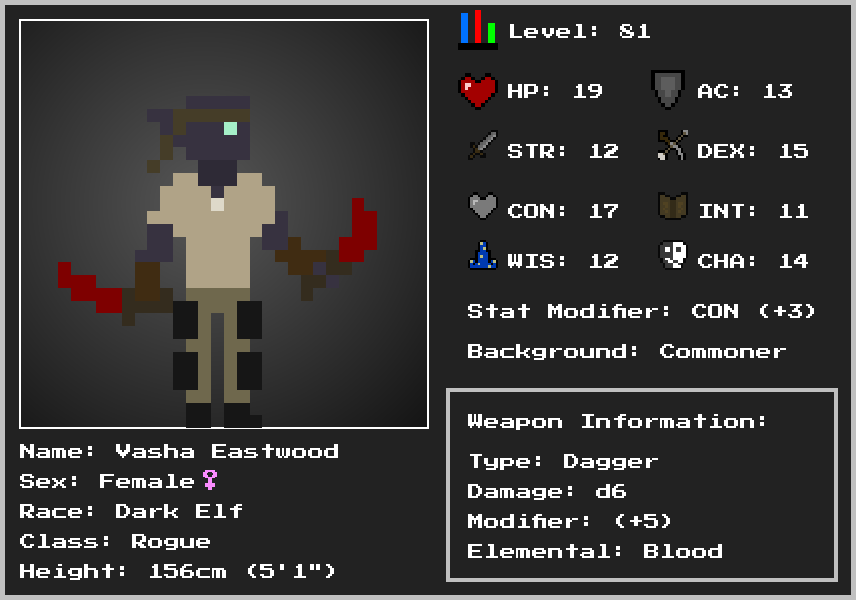 Level: 81
HP: 19 AC: 13
STR: 12 DEX: 15
CON: 17 INT: 11
WIS: 12 CHA: 14
Stat Modifier: CON (+3)
Background: Commoner
Name: Vasha Eastwood
Sex: Female♀
Race: Dark Elf
Class: Rogue
Height: 156cm (5'1")
Weapon Information:
Type: Dagger
Damage: d6
Modifier: (+5)
Elemental: Blood